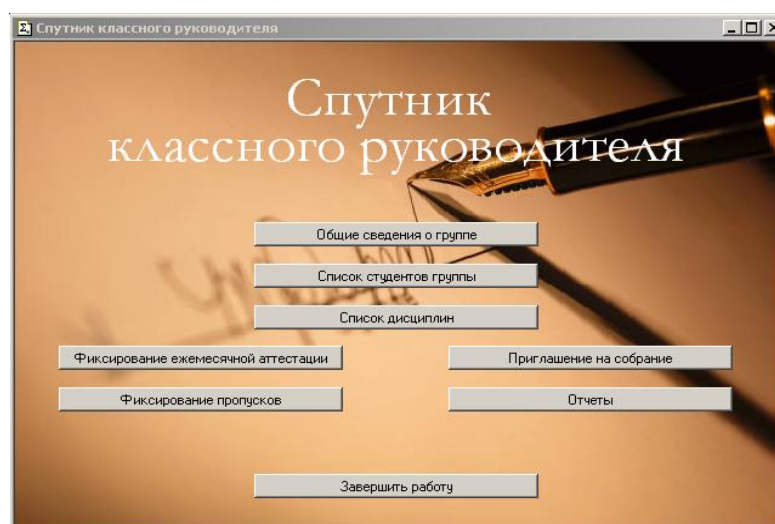 Спутник классного руководителя
Спутник
классного руководителя
Общие сведения о группе
Список студентов группы
Список дисциплин
Фиксирование ежемесячной аттестации
Приглашение на собрание
Фиксирование пропусков
Отчеты
Завершить работу